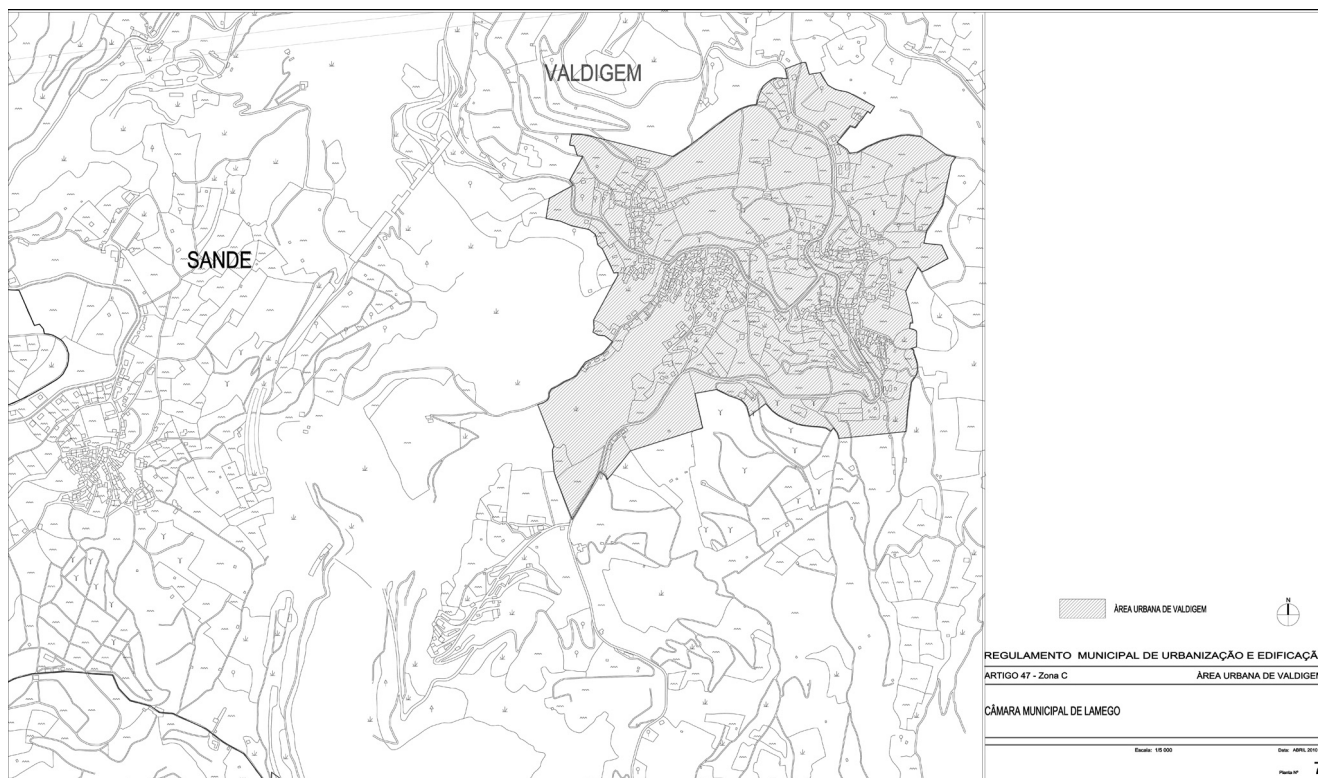 VALDIGEM
SANDE
ÀREA URBANA DE VALDIGEM
N
REGULAMENTO MUNICIPAL DE URBANIZAÇÃO E EDIFICAÇÃ
ARTIGO 47 - Zona C ÀREA URBANA DE VALDIGEM
CÂMARA MUNICIPAL DE LAMEGO
Escala: 1/5 000 Data: ABRIL 2010
Planta Nº